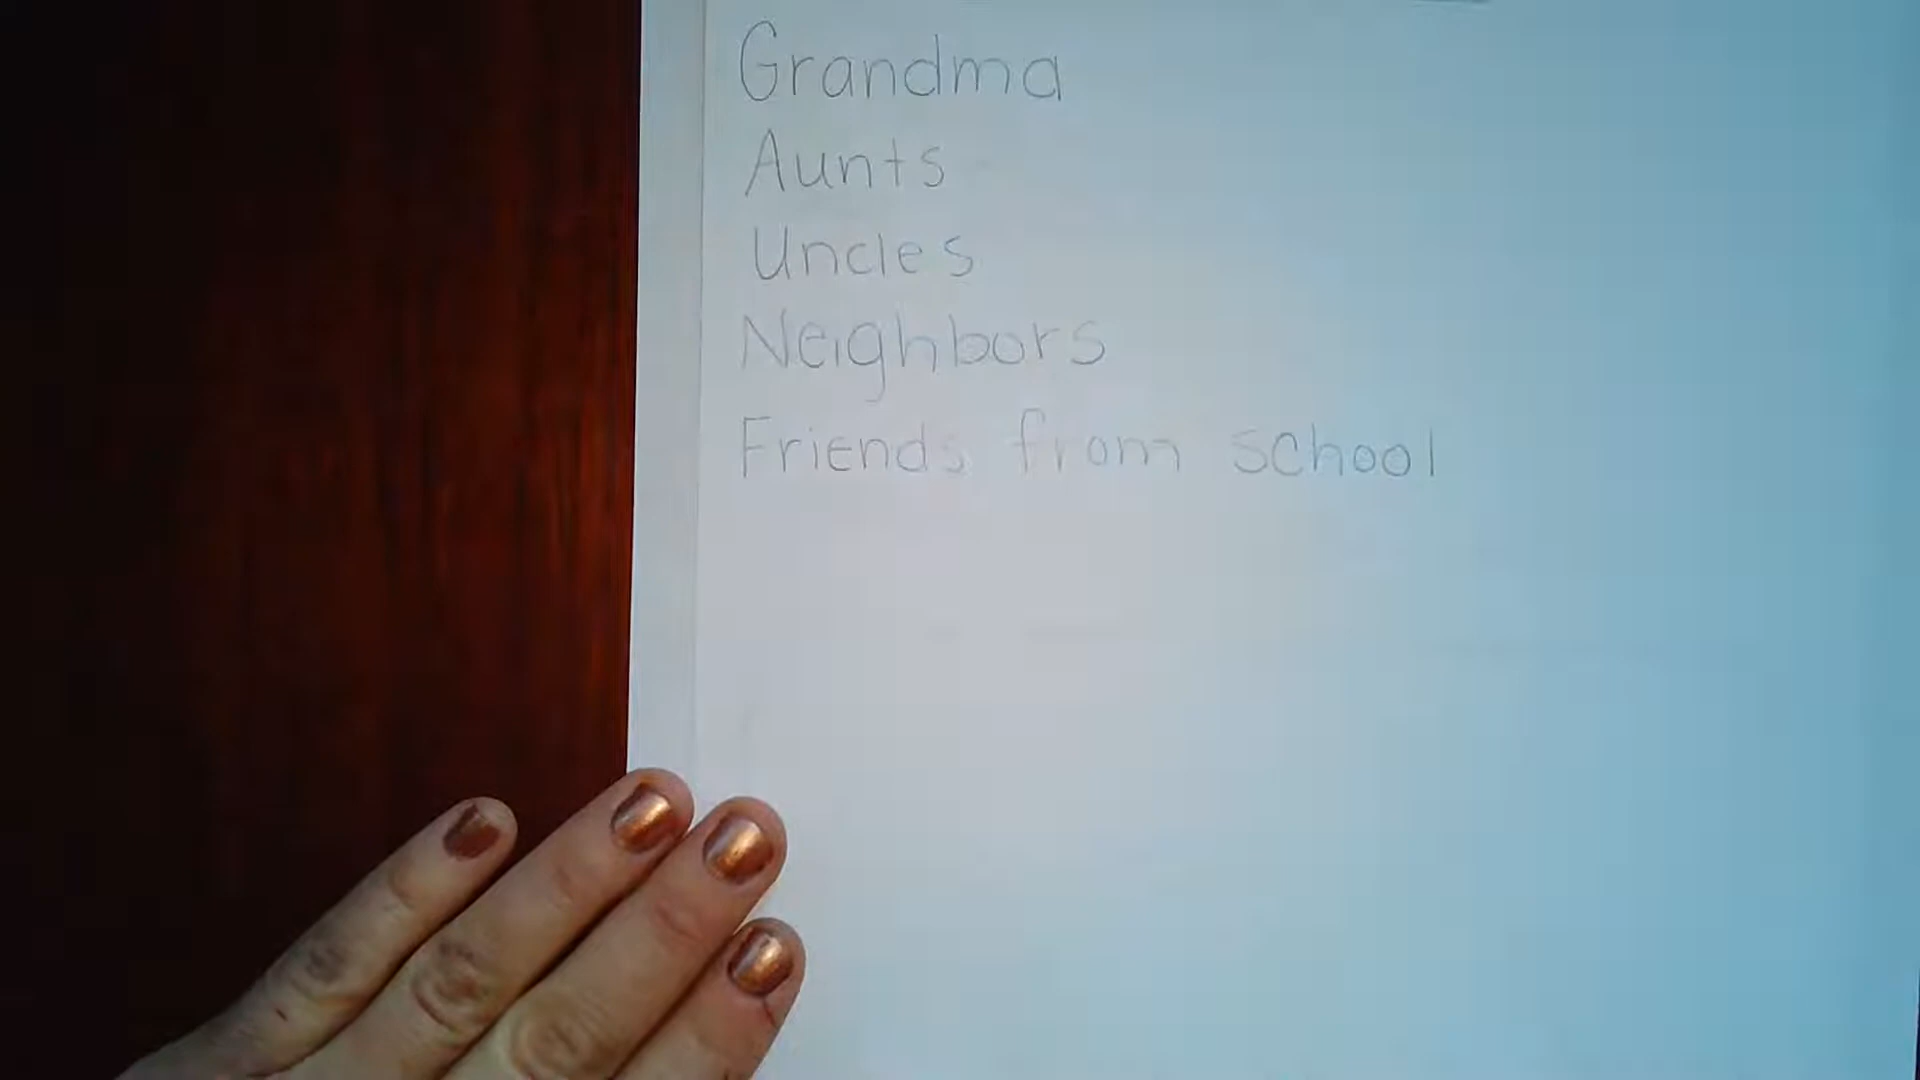 Grandma
Aunts
Uncles
Neighbors
Friends from school